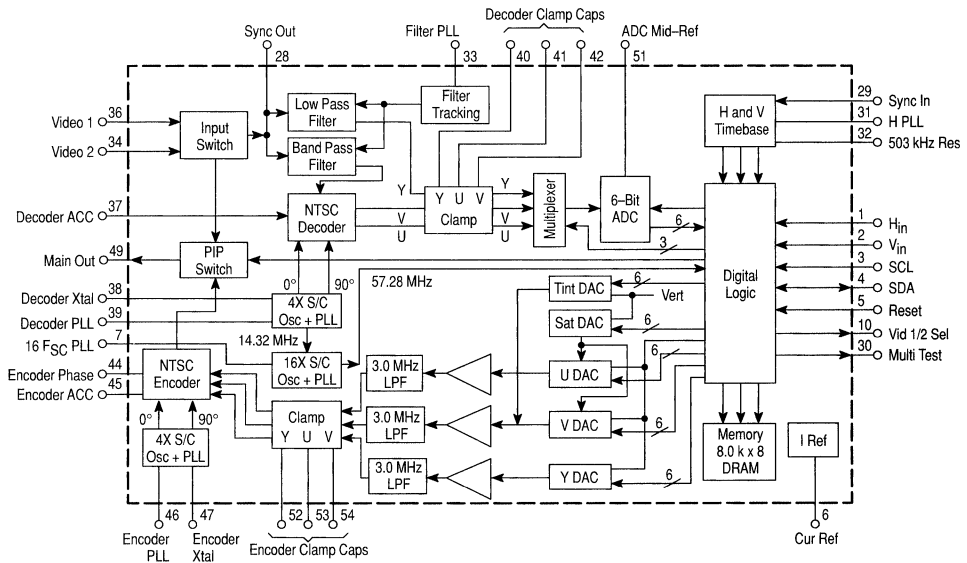 Decoder Clamp Caps
Sync Out
Filter PLL
ADC Mid–Ref
28
33
40
41
42
51
Video 1
36
Video 2
34
Input
Switch
Low Pass
Filter
Band Pass
Filter
Filter
Tracking
H and V
Timebase
29
Sync In
31
H PLL
32
503 kHz Res
Decoder ACC
37
NTSC
Decoder
Y
V
U
Y U V
Clamp
Y
V
U
Multiplexer
6–Bit
ADC
6
3
Main Out
49
PIP
Switch
0°
90°
57.28 MHz
Decoder Xtal
38
Decoder PLL
39
4X S/C
Osc + PLL
14.32 MHz
16 FSC PLL
7
16X S/C
Osc + PLL
Tint DAC
6
Vert
Sat DAC
6
Digital
Logic
1
Hin
2
Vin
3
SCL
4
SDA
5
Reset
10
Vid 1/2 Sel
30
Multi Test
Encoder Phase
44
Encoder ACC
45
NTSC
Encoder
3.0 MHz
LPF
U DAC
6
0°
90°
Clamp
Y U V
3.0 MHz
LPF
V DAC
6
4X S/C
Osc + PLL
3.0 MHz
LPF
Y DAC
6
Memory
8.0 k x 8
DRAM
I Ref
46
47
52
53
54
6
Encoder
PLL
Encoder
Xtal
Encoder Clamp Caps
Cur Ref